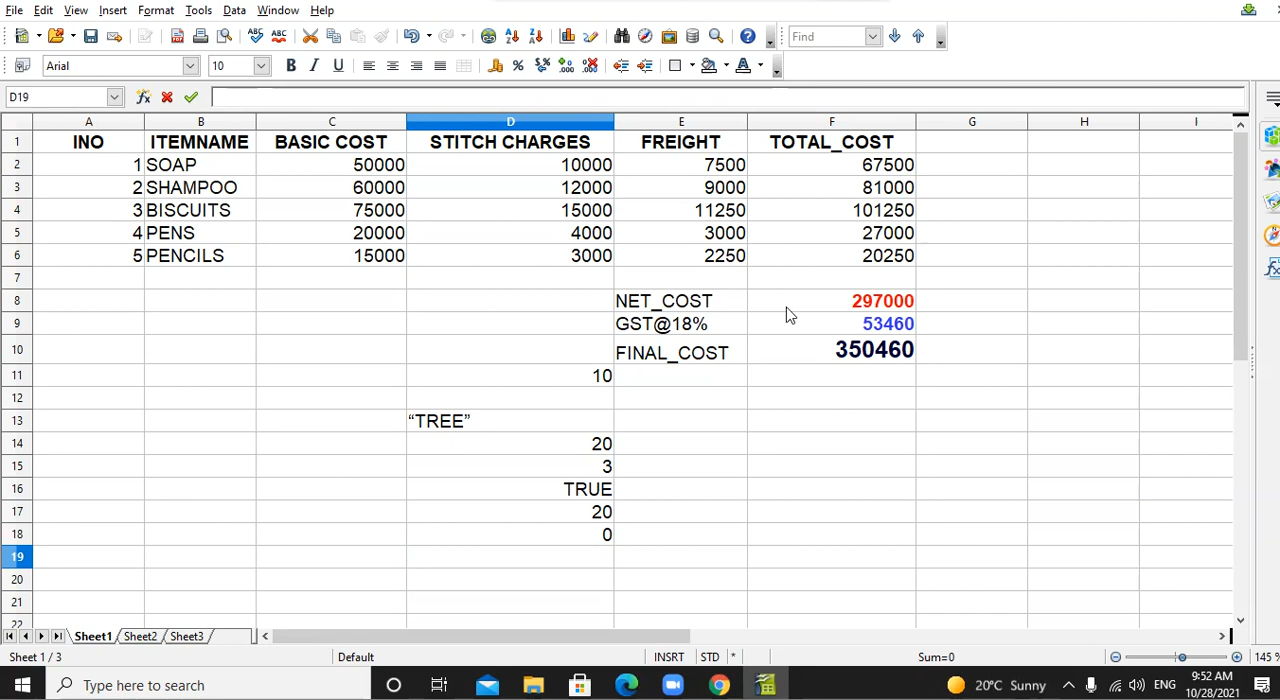 File Edit View Insert Format Tools Data Window Help
Find
Arial 10
D19
A B C D E F G H I
1 INO ITEMNAME BASIC COST STITCH CHARGES FREIGHT TOTAL_COST
2 1 SOAP 50000 10000 7500 67500
3 2 SHAMPOO 60000 12000 9000 81000
4 3 BISCUITS 75000 15000 11250 101250
5 4 PENS 20000 4000 3000 27000
6 5 PENCILS 15000 3000 2250 20250
7
8 NET_COST 297000
9 GST@18% 53460
10 FINAL_COST 350460
11 10
12
13 “TREE”
14 20
15 3
16 TRUE
17 20
18 0
19
20
21
22
Sheet1 Sheet2 Sheet3
Sheet 1 / 3 Default INSRT STD * Sum=0 145 %
Type here to search 20°C Sunny ENG 9:52 AM
10/28/2021